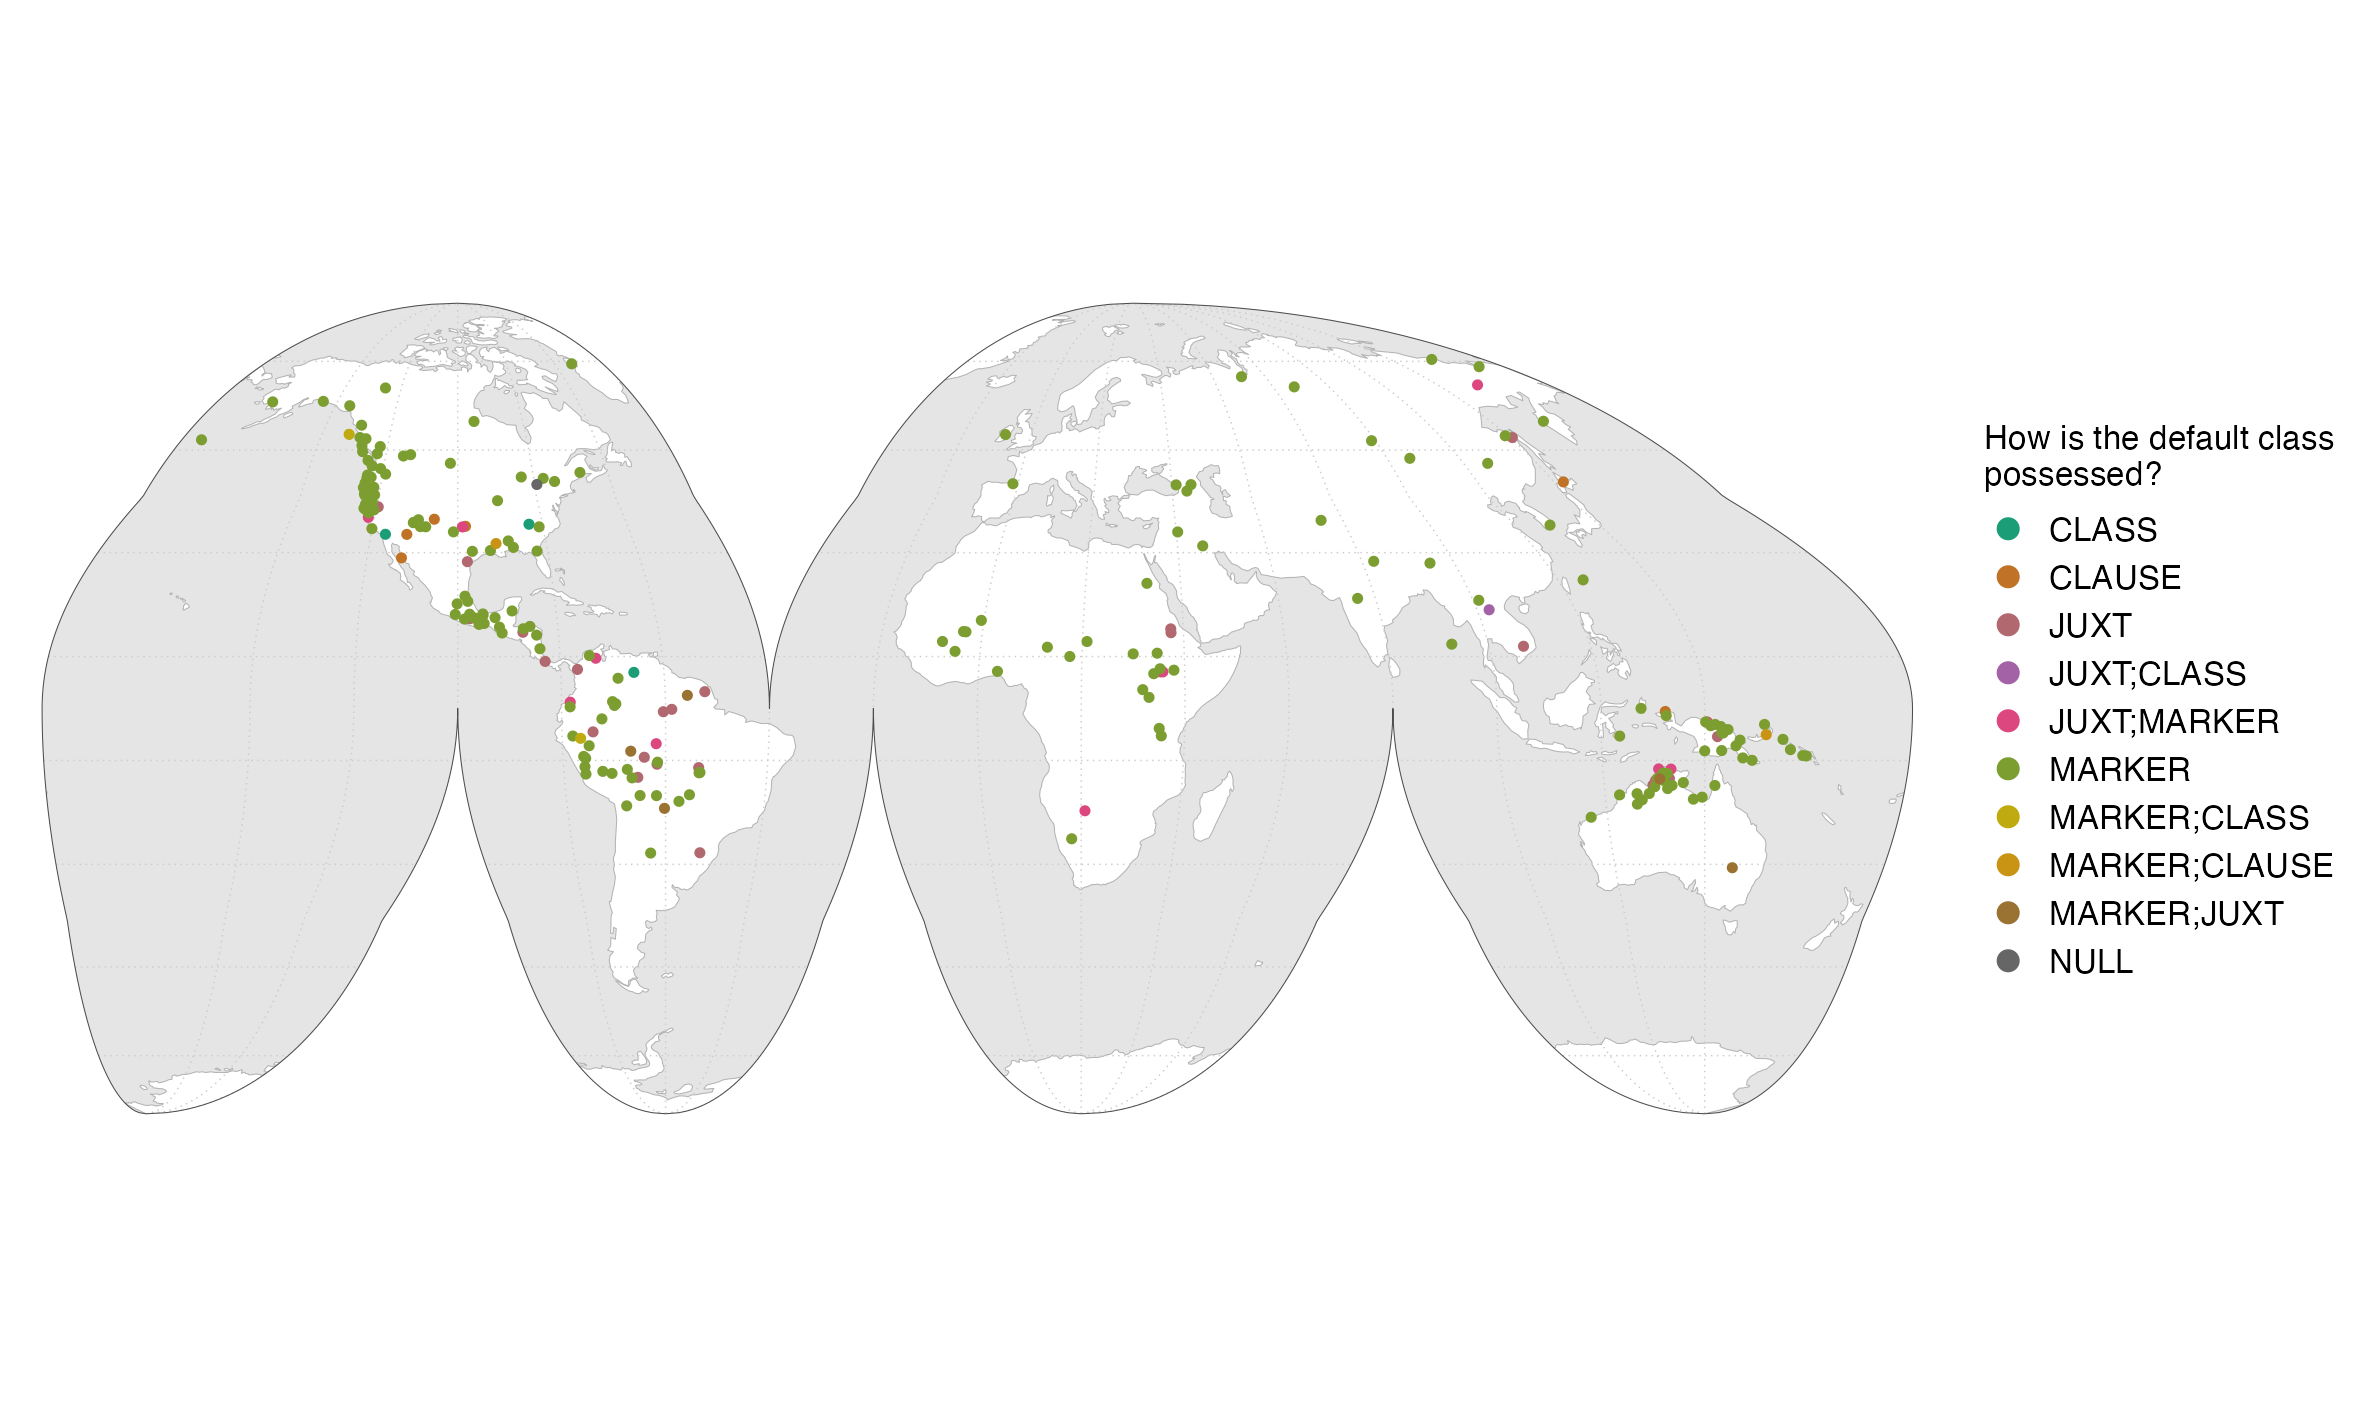 How is the default class
possessed?
CLASS
CLAUSE
JUXT
JUXT;CLASS
JUXT;MARKER
MARKER
MARKER;CLASS
MARKER;CLAUSE
MARKER;JUXT
NULL